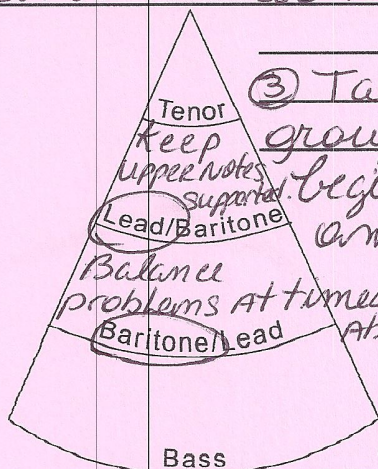 Tenor
③ Ta
Keep
grou
upper notes
supported.
begi
Lead/Baritone
on
Balance
problems at times
At
Baritone/Lead
Bass